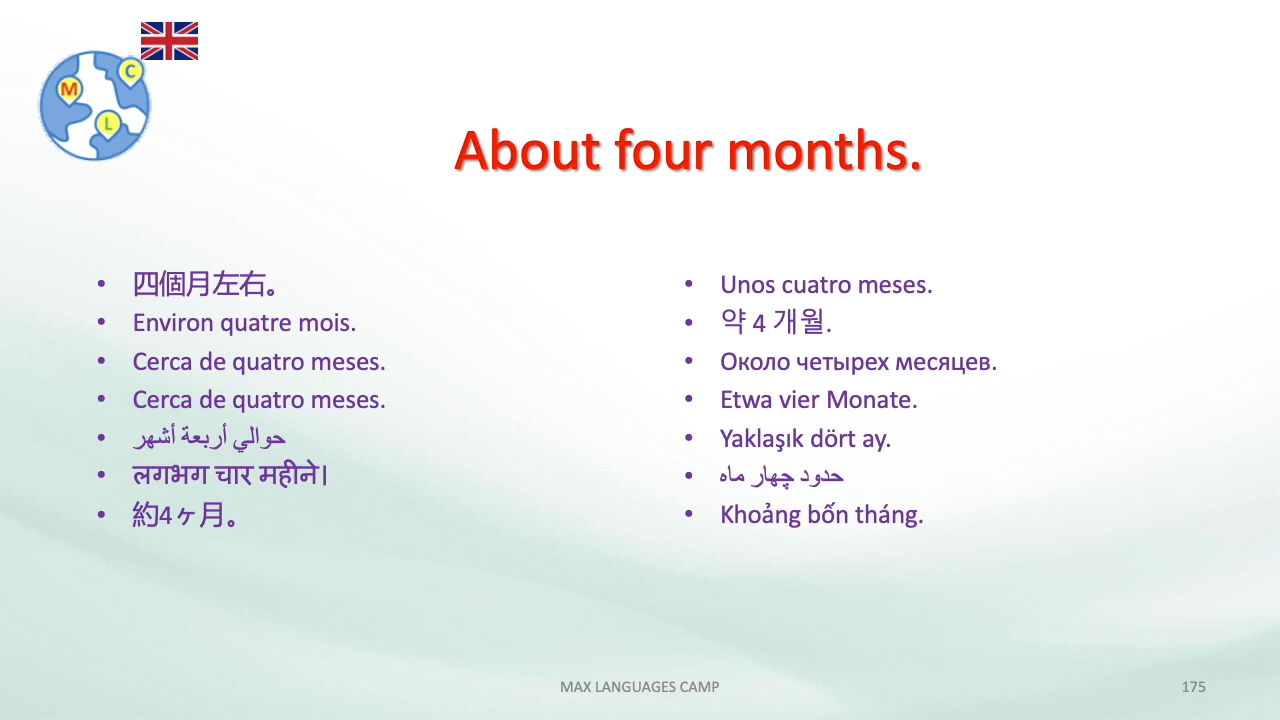 M
C
L
About four months.
四個月左右。
Environ quatre mois.
Cerca de quatro meses.
Cerca de quatro meses.
حوالي أربعة أشهر
लगभग चार महीने|
約4ヶ月。
Unos cuatro meses.
약 4 개월.
Около четырех месяцев.
Etwa vier Monate.
Yaklaşık dört ay.
حدود چهار ماه
Khoảng bốn tháng.
MAX LANGUAGES CAMP
175